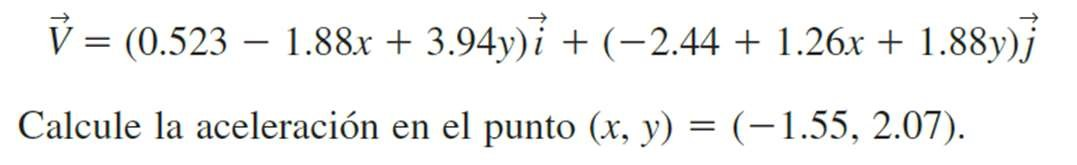 V⃗ = (0.523 − 1.88x + 3.94y)i⃗ + (−2.44 + 1.26x + 1.88y)j⃗
Calcule la aceleración en el punto (x, y) = (−1.55, 2.07).